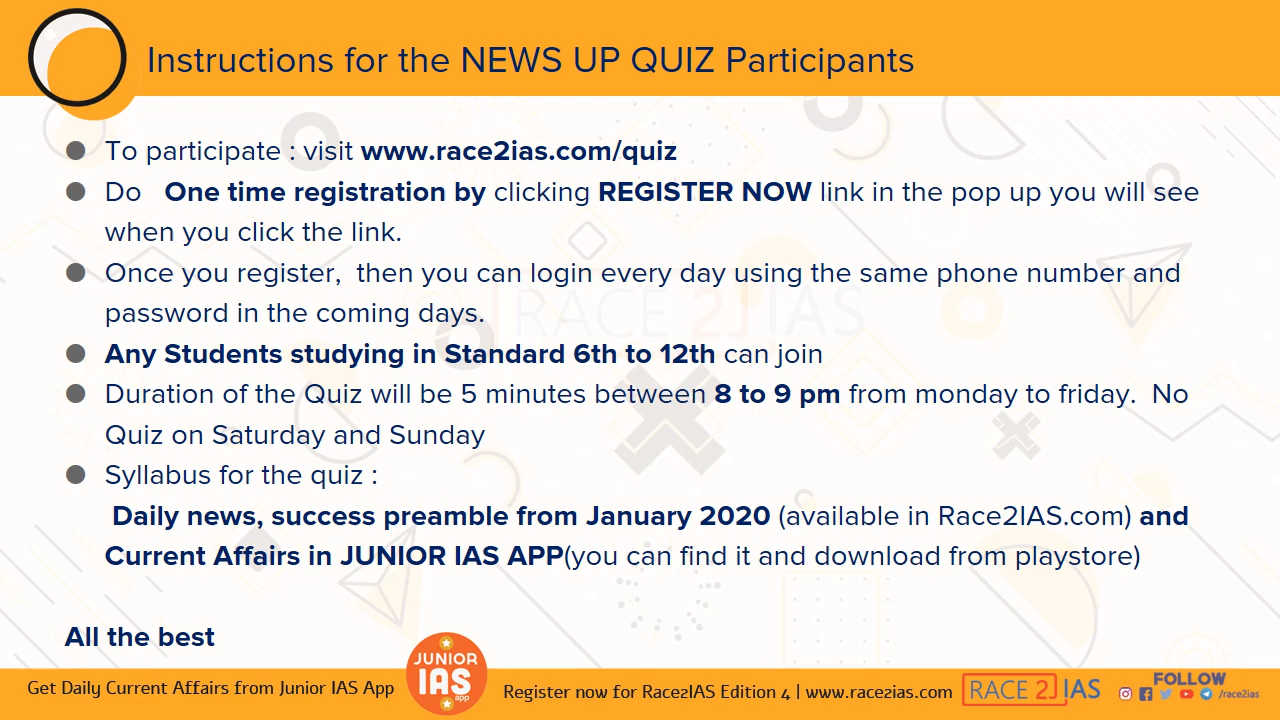 Instructions for the NEWS UP QUIZ Participants
● To participate : visit www.race2ias.com/quiz
● Do One time registration by clicking REGISTER NOW link in the pop up you will see
when you click the link.
● Once you register, then you can login every day using the same phone number and
password in the coming days.
● Any Students studying in Standard 6th to 12th can join
● Duration of the Quiz will be 5 minutes between 8 to 9 pm from monday to friday. No
Quiz on Saturday and Sunday
● Syllabus for the quiz :
Daily news, success preamble from January 2020 (available in Race2IAS.com) and
Current Affairs in JUNIOR IAS APP(you can find it and download from playstore)
All the best
RACE 2 IAS
Get Daily Current Affairs from Junior IAS App
JUNIOR
IAS
app
Register now for Race2IAS Edition 4 | www.race2ias.com
RACE 2 IAS
FOLLOW
/race2ias